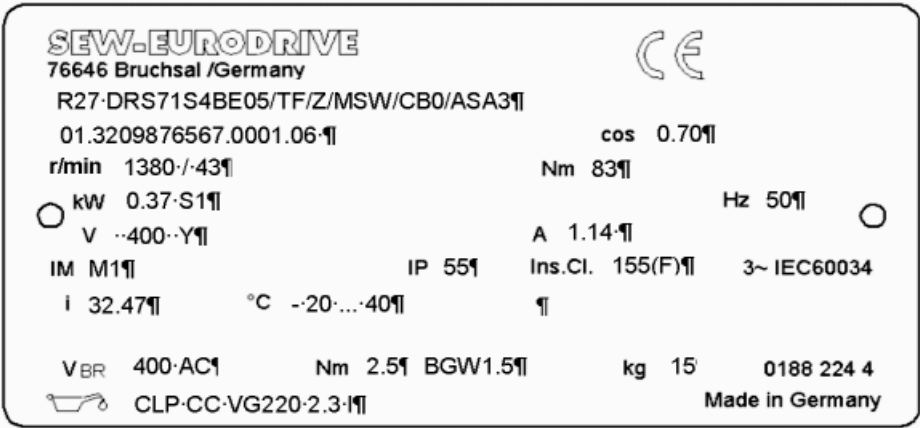 SEW-EURODRIVE CE
76646 Bruchsal /Germany
R27·DRS71S4BE05/TF/Z/MSW/CB0/ASA3¶
01.3209876567.0001.06·¶ cos 0.70¶
r/min 1380·/·43¶ Nm 83¶
kW 0.37·S1¶ Hz 50¶
V ··400··Y¶ A 1.14·¶
IM M1¶ IP 55¶ Ins.Cl. 155(F)¶ 3~ IEC60034
i 32.47¶ °C -·20·...·40¶ ¶
VBR 400·AC¶ Nm 2.5¶ BGW1.5¶ kg 15 0188 224 4
CLP·CC·VG220·2.3·l¶ Made in Germany